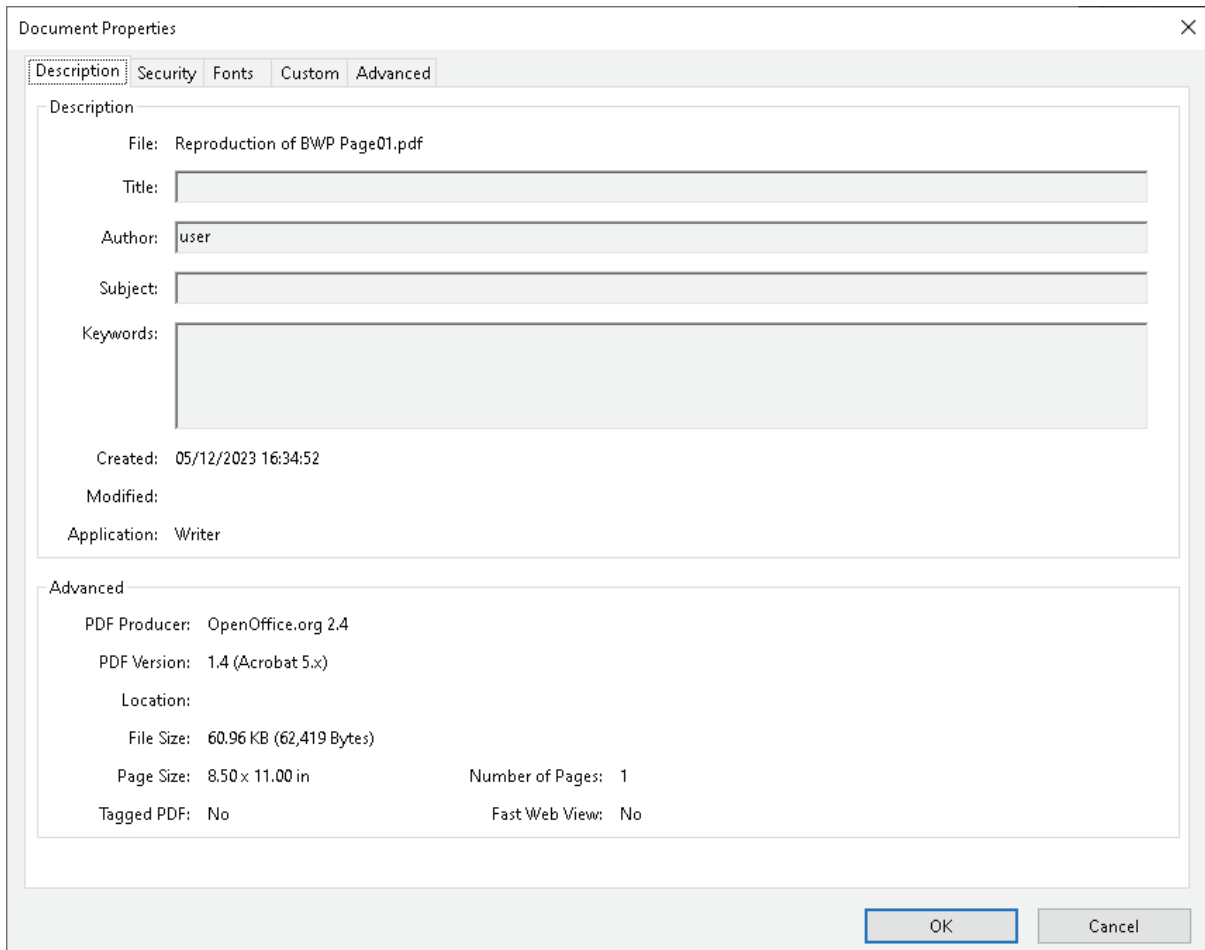 Document Properties
Description Security Fonts Custom Advanced
Description
File: Reproduction of BWP Page01.pdf
Title:
Author: user
Subject:
Keywords:
Created: 05/12/2023 16:34:52
Modified:
Application: Writer
Advanced
PDF Producer: OpenOffice.org 2.4
PDF Version: 1.4 (Acrobat 5.x)
Location:
File Size: 60.96 KB (62,419 Bytes)
Page Size: 8.50 x 11.00 in Number of Pages: 1
Tagged PDF: No Fast Web View: No
OK Cancel